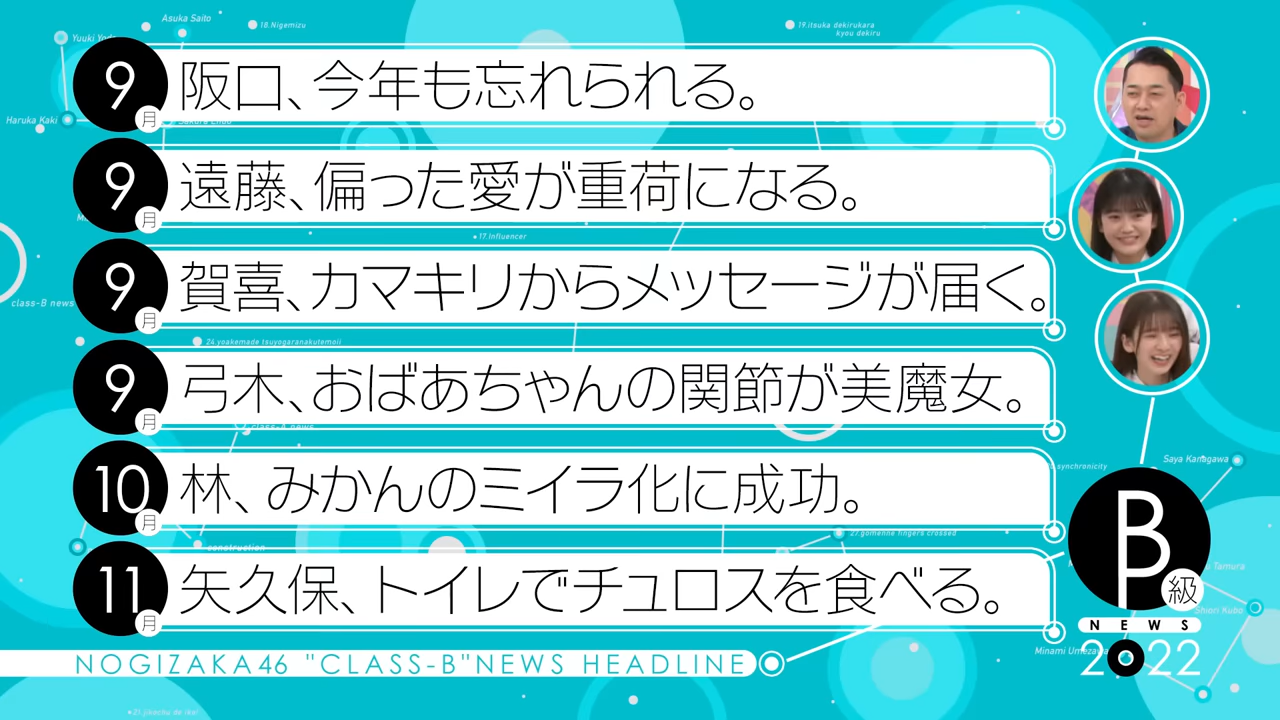 Asuka Saito
18.Nigemizu
19.itsuka dekirukara
kyou dekiru
Haruka Kaki
9月 阪口、今年も忘れられる。
9月 遠藤、偏った愛が重荷になる。
17.Influencer
9月 賀喜、カマキリからメッセージが届く。
class-B news
24.yoakemade tsuyogaranakutemoii
9月 弓木、おばあちゃんの関節が美魔女。
class-A news
Saya Kanagawa
synchronicity
10月 林、みかんのミイラ化に成功。
27.gomenne fingers crossed
construction
11月 矢久保、トイレでチュロスを食べる。
B級
NEWS
2022
Tamura
Shiori Kubo
Minami Umezawa
NOGIZAKA46 "CLASS-B"NEWS HEADLINE